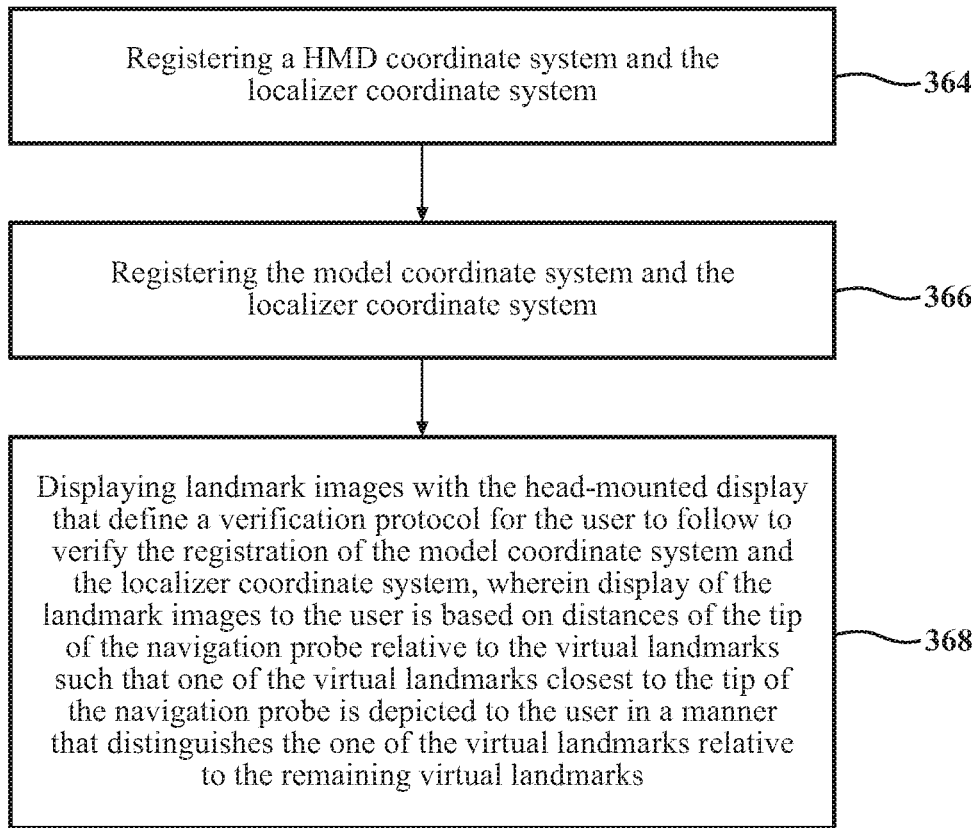 Registering a HMD coordinate system and the
localizer coordinate system
364
Registering the model coordinate system and the
localizer coordinate system
366
Displaying landmark images with the head-mounted display
that define a verification protocol for the user to follow to
verify the registration of the model coordinate system and
the localizer coordinate system, wherein display of the
landmark images to the user is based on distances of the tip
of the navigation probe relative to the virtual landmarks
such that one of the virtual landmarks closest to the tip of
the navigation probe is depicted to the user in a manner
that distinguishes the one of the virtual landmarks relative
to the remaining virtual landmarks
368